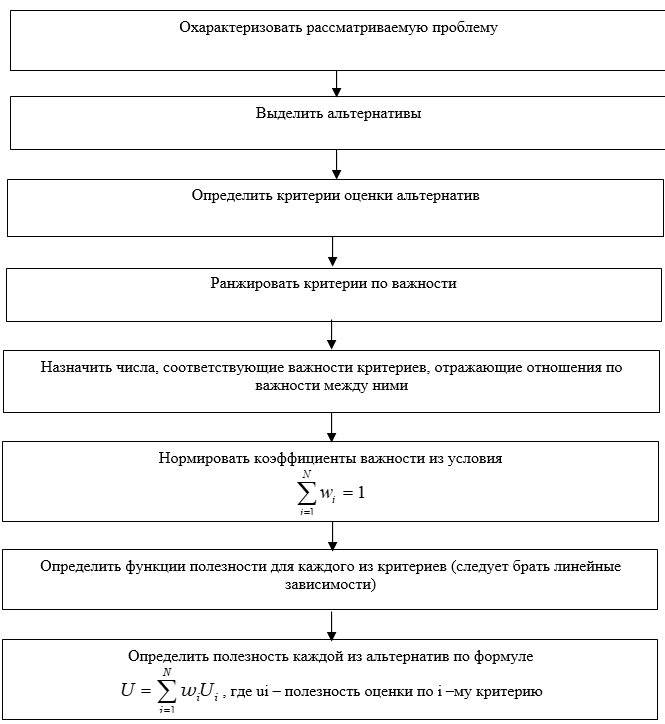 Охарактеризовать рассматриваемую проблему
Выделить альтернативы
Определить критерии оценки альтернатив
Ранжировать критерии по важности
Назначить числа, соответствующие важности критериев, отражающие отношения по
важности между ними
Нормировать коэффициенты важности из условия
\sum_{i=1}^{N} w_i = 1
Определить функции полезности для каждого из критериев (следует брать линейные
зависимости)
Определить полезность каждой из альтернатив по формуле
U = \sum_{i=1}^{N} w_i U_i , где ui – полезность оценки по i –му критерию